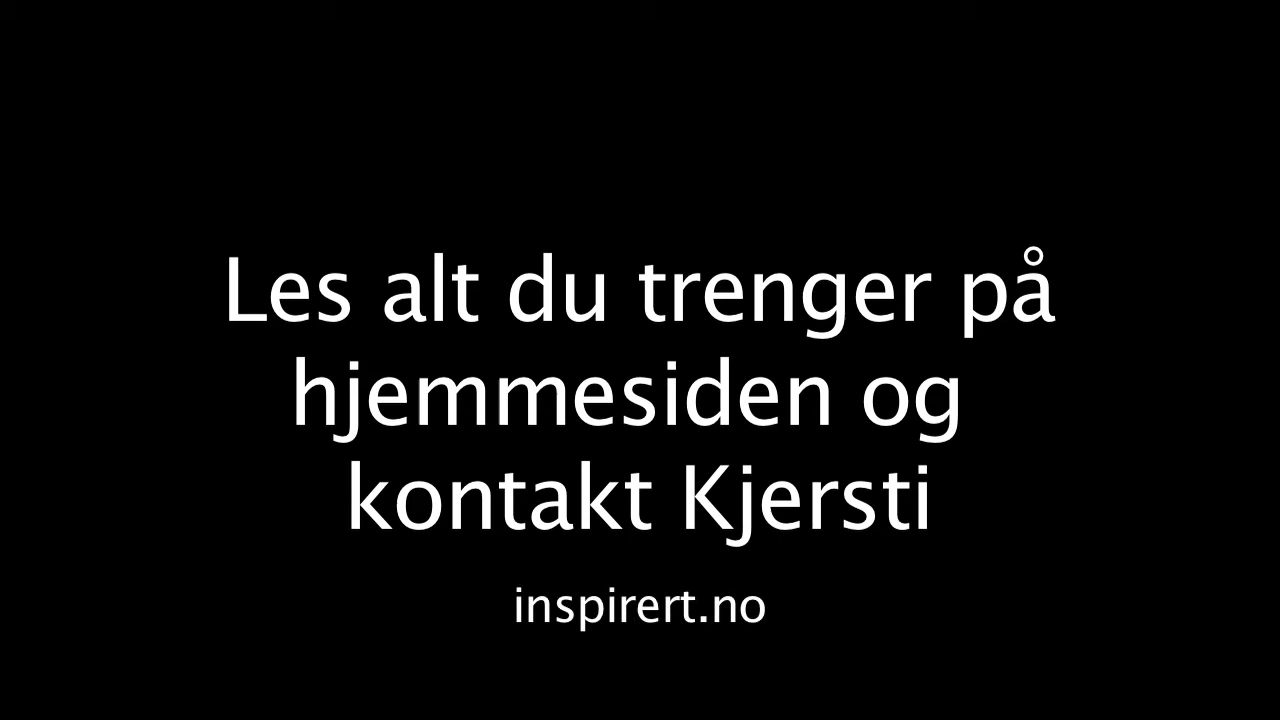 Les alt du trenger på
hjemmesiden og
kontakt Kjersti
inspirert.no